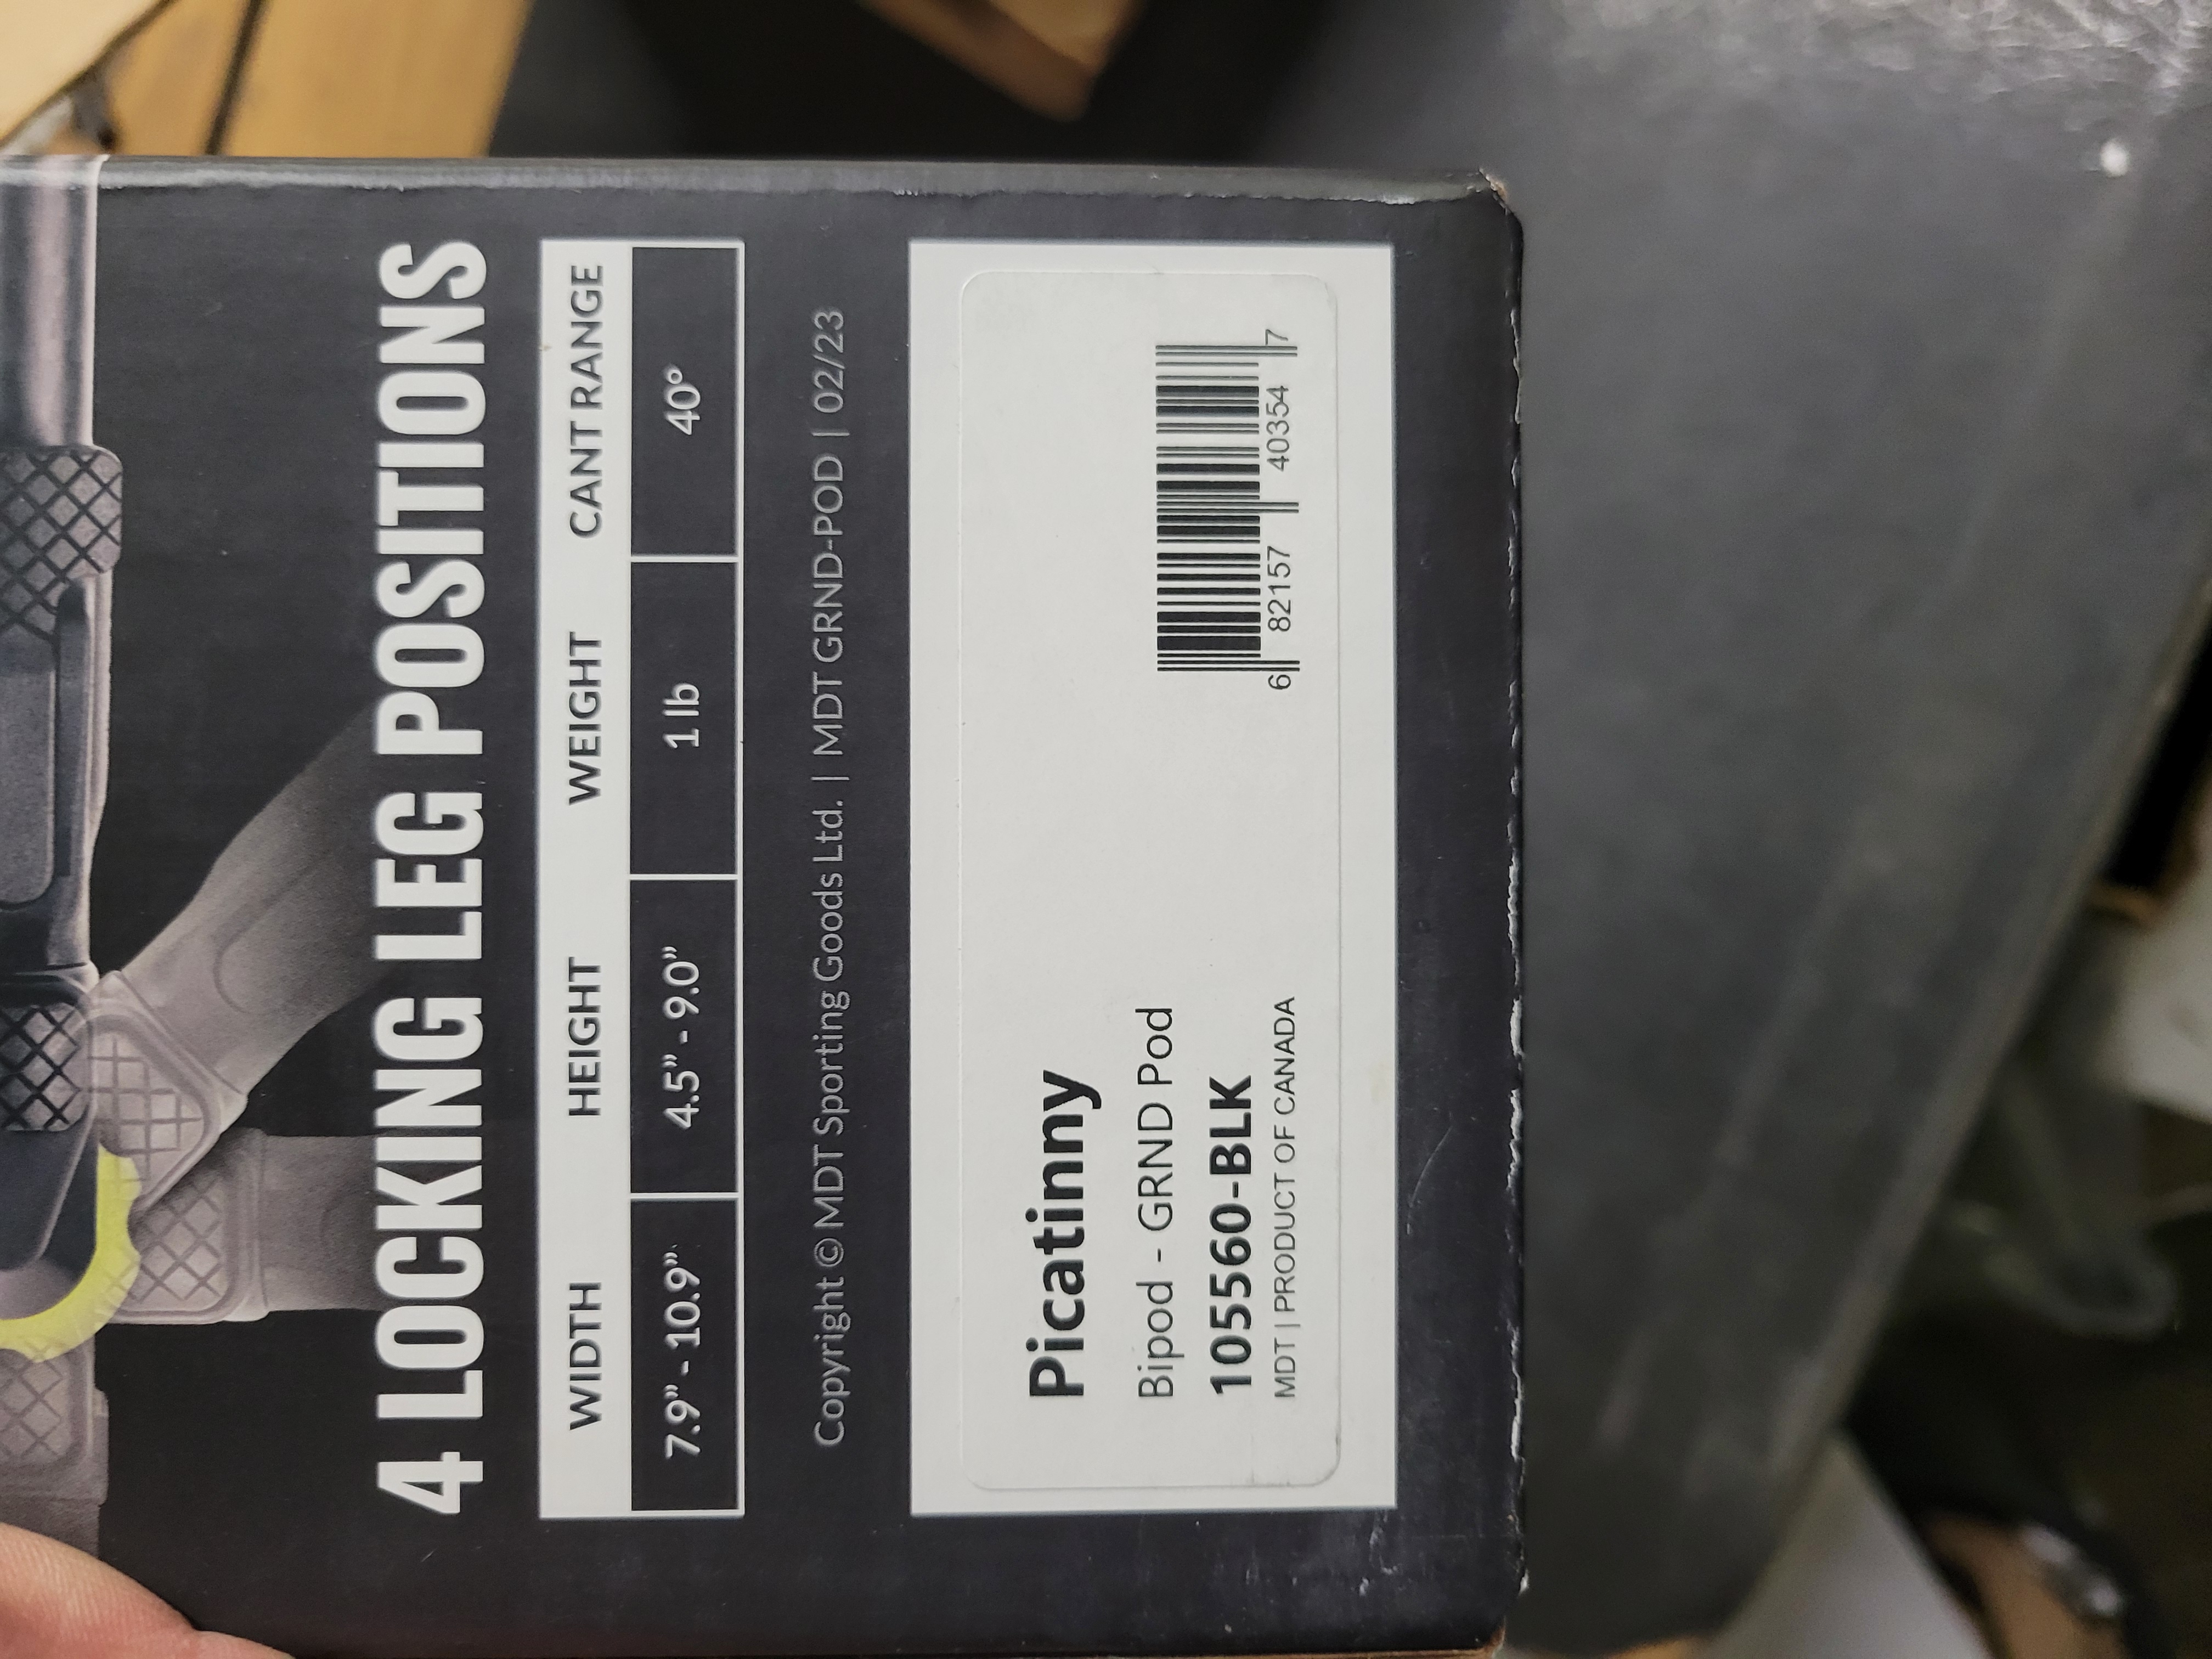 4 LOCKING LEG POSITIONS
WIDTH HEIGHT WEIGHT CANT RANGE
7.9” - 10.9” 4.5” - 9.0” 1 lb 40°
Copyright © MDT Sporting Goods Ltd. | MDT GRND-POD | 02/23
Picatinny
Bipod - GRND Pod
105560-BLK
MDT | PRODUCT OF CANADA
6 82157 40354 7